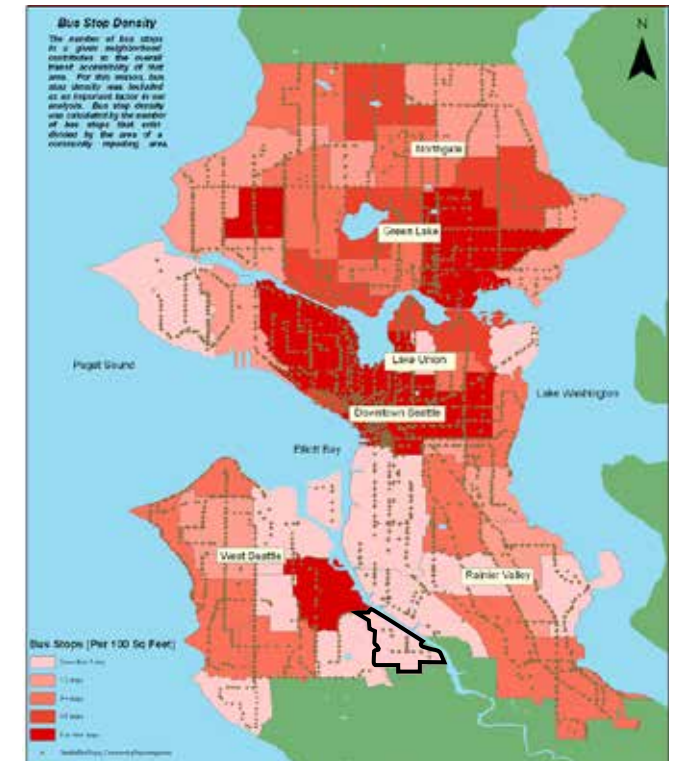 Bus Stop Density
The number of bus stops
in a given neighborhood
contributes to the overall
transit accessibility of that
area. For this reason, bus
stop density was included
as an important factor in our
analysis. Bus stop density
was calculated by the number
of bus stops that exist
divided by the area of a
community reporting area.
N
Northgate
Green Lake
Lake Union
Puget Sound
Lake Washington
Downtown Seattle
Elliott Bay
West Seattle
Rainier Valley
Bus Stops (Per 100 Sq Feet)